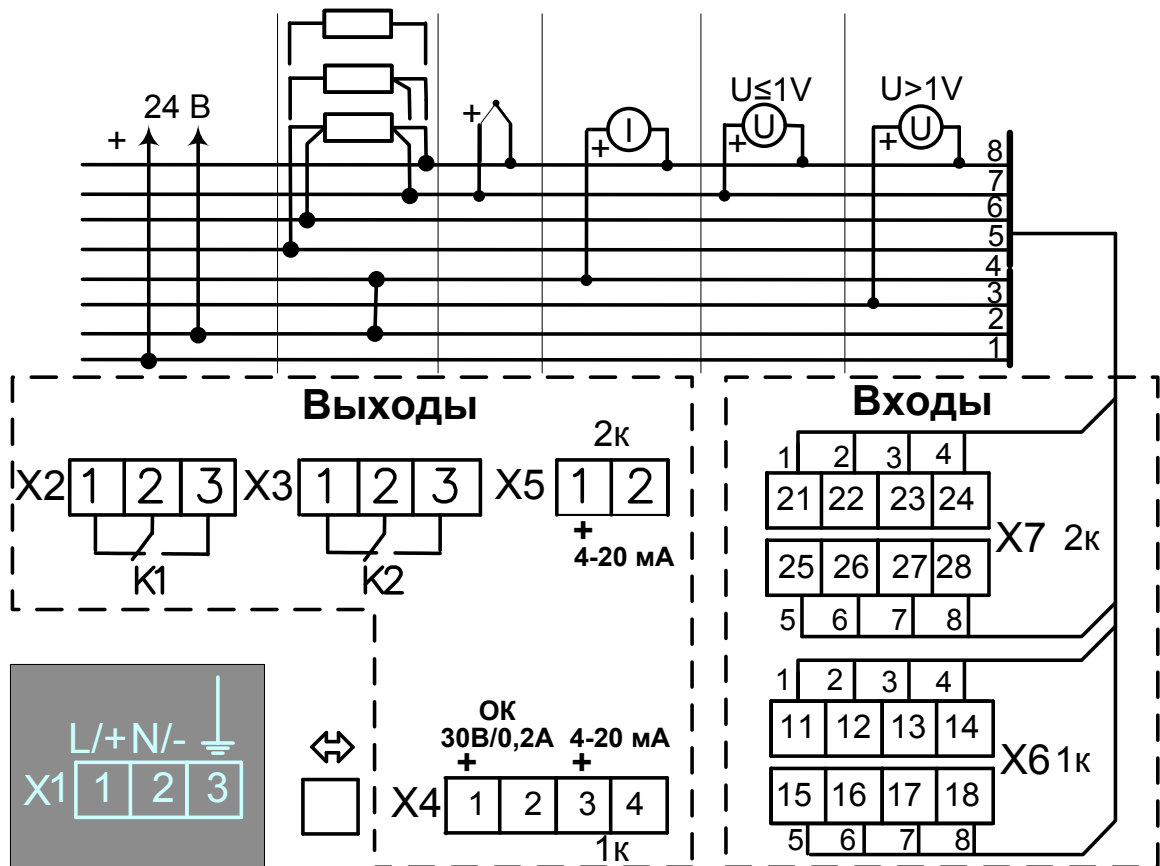 24 В
+
+
+ I
U≤1V
+ U
U>1V
+ U
8
7
6
5
4
3
2
1
Выходы
X2 1 2 3
K1
X3 1 2 3
K2
2к
X5 1 2
+
4-20 мА
L/+ N/-
X1 1 2 3
ОК
30В/0,2А 4-20 мА
+ +
X4 1 2 3 4
1к
Входы
1 2 3 4
21 22 23 24
X7 2к
25 26 27 28
5 6 7 8
1 2 3 4
11 12 13 14
X6 1к
15 16 17 18
5 6 7 8